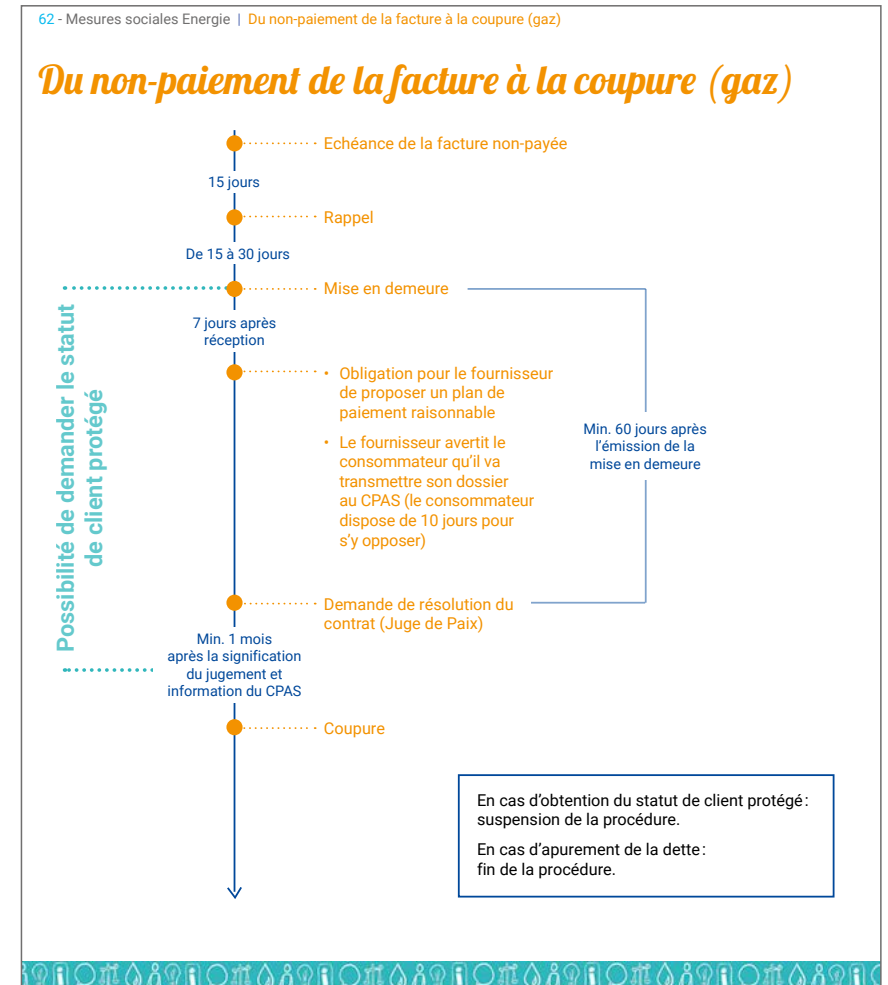 62 - Mesures sociales Energie | Du non-paiement de la facture à la coupure (gaz)
Du non-paiement de la facture à la coupure (gaz)
Echéance de la facture non-payée
15 jours
Rappel
De 15 à 30 jours
Mise en demeure
7 jours après
réception
• Obligation pour le fournisseur
de proposer un plan de
paiement raisonnable
• Le fournisseur avertit le
consommateur qu'il va
transmettre son dossier
au CPAS (le consommateur
dispose de 10 jours pour
s'y opposer)
Min. 60 jours après
l'émission de la
mise en demeure
Possibilité de demander le statut
de client protégé
Demande de résolution du
contrat (Juge de Paix)
Min. 1 mois
après la signification
du jugement et
information du CPAS
Coupure
En cas d'obtention du statut de client protégé :
suspension de la procédure.
En cas d'apurement de la dette :
fin de la procédure.